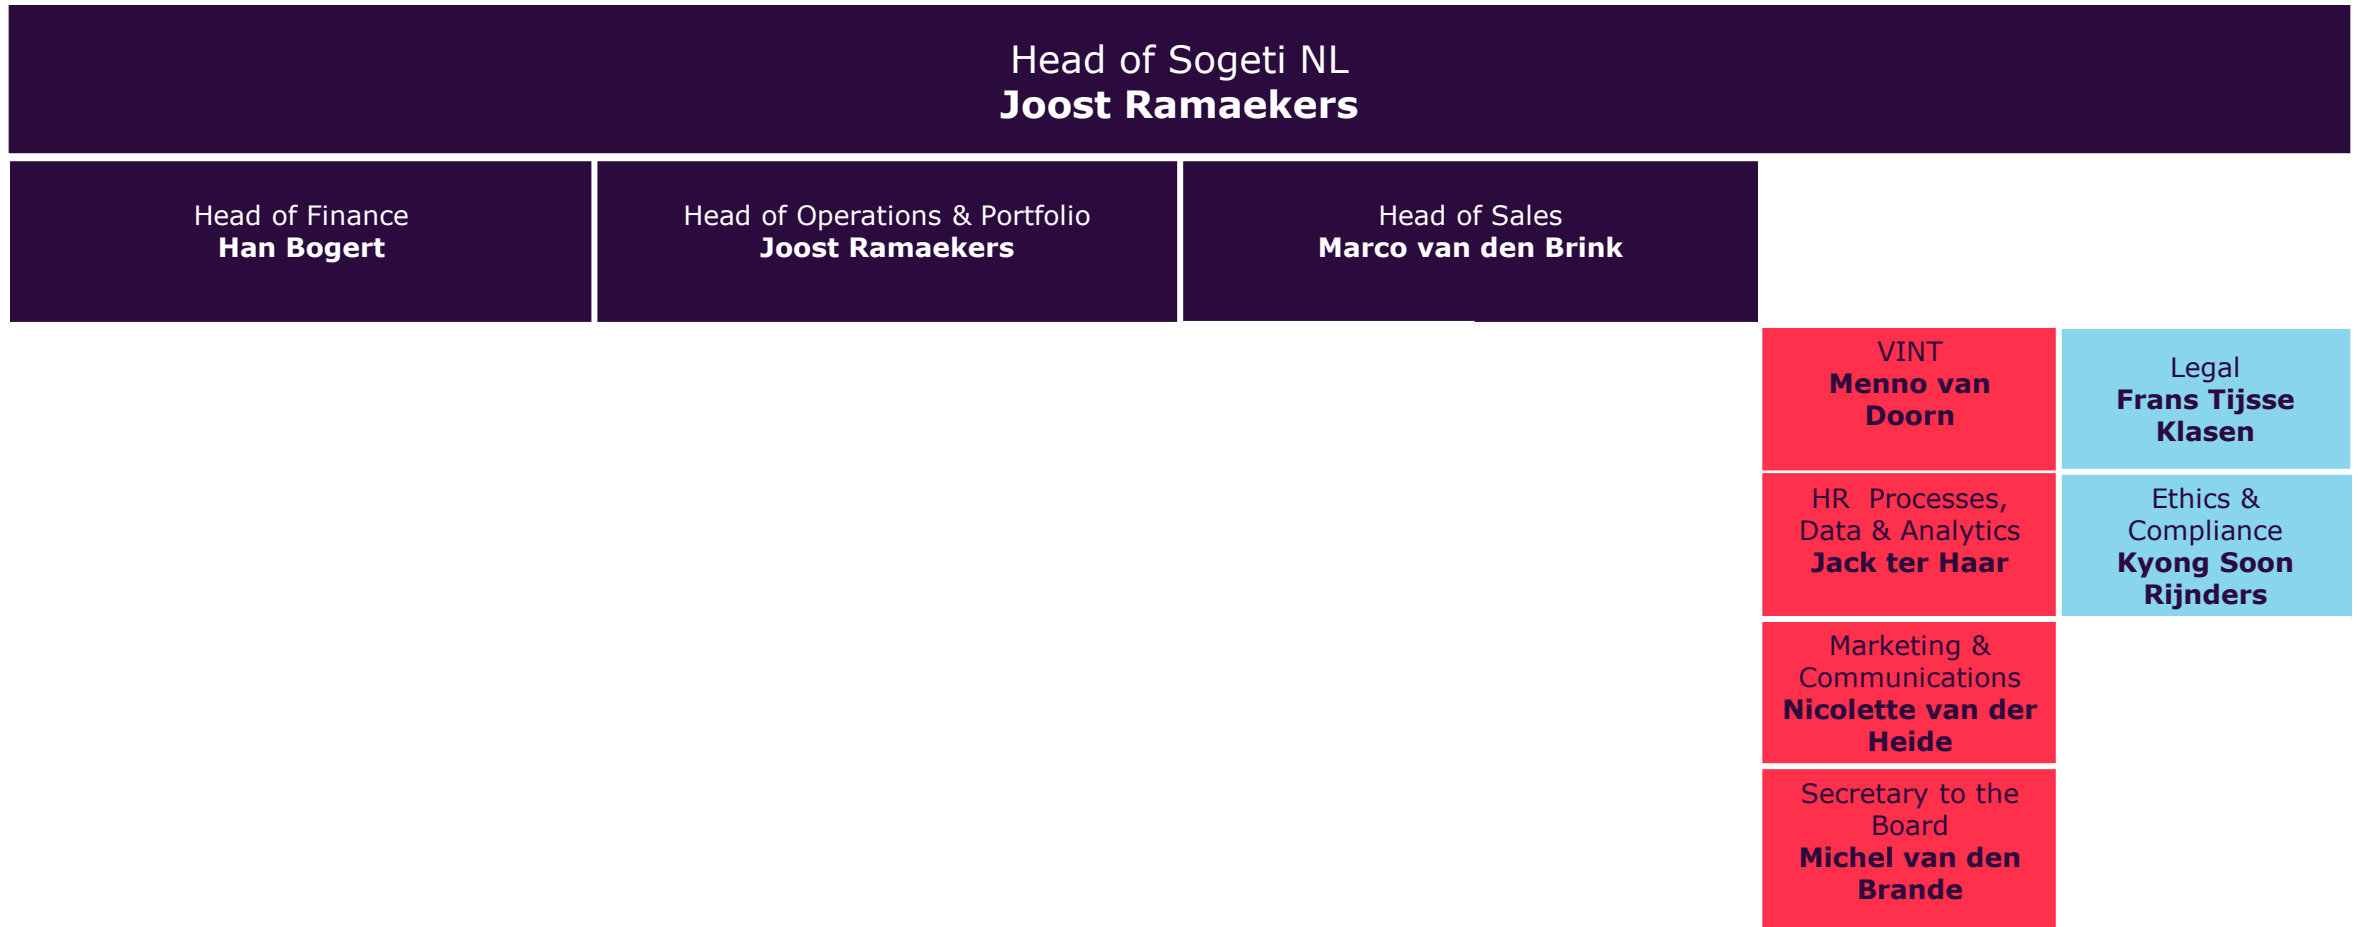 Head of Sogeti NL
Joost Ramaekers
Head of Finance
Han Bogert
Head of Operations & Portfolio
Joost Ramaekers
Head of Sales
Marco van den Brink
VINT
Menno van
Doorn
Legal
Frans Tijsse
Klasen
HR  Processes,
Data & Analytics
Jack ter Haar
Ethics &
Compliance
Kyong Soon
Rijnders
Marketing &
Communications
Nicolette van der
Heide
Secretary to the
Board
Michel van den
Brande